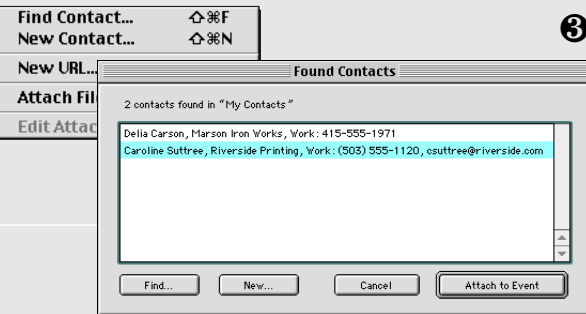 Find Contact... ⇧⌘F
New Contact... ⇧⌘N
❸
New URL...
Found Contacts
Attach Fil
2 contacts found in "My Contacts"
Edit Attac
Delia Carson, Marson Iron Works, Work: 415-555-1971
Caroline Suttree, Riverside Printing, Work: (503) 555-1120, csuttree@riverside.com
Find... New... Cancel Attach to Event